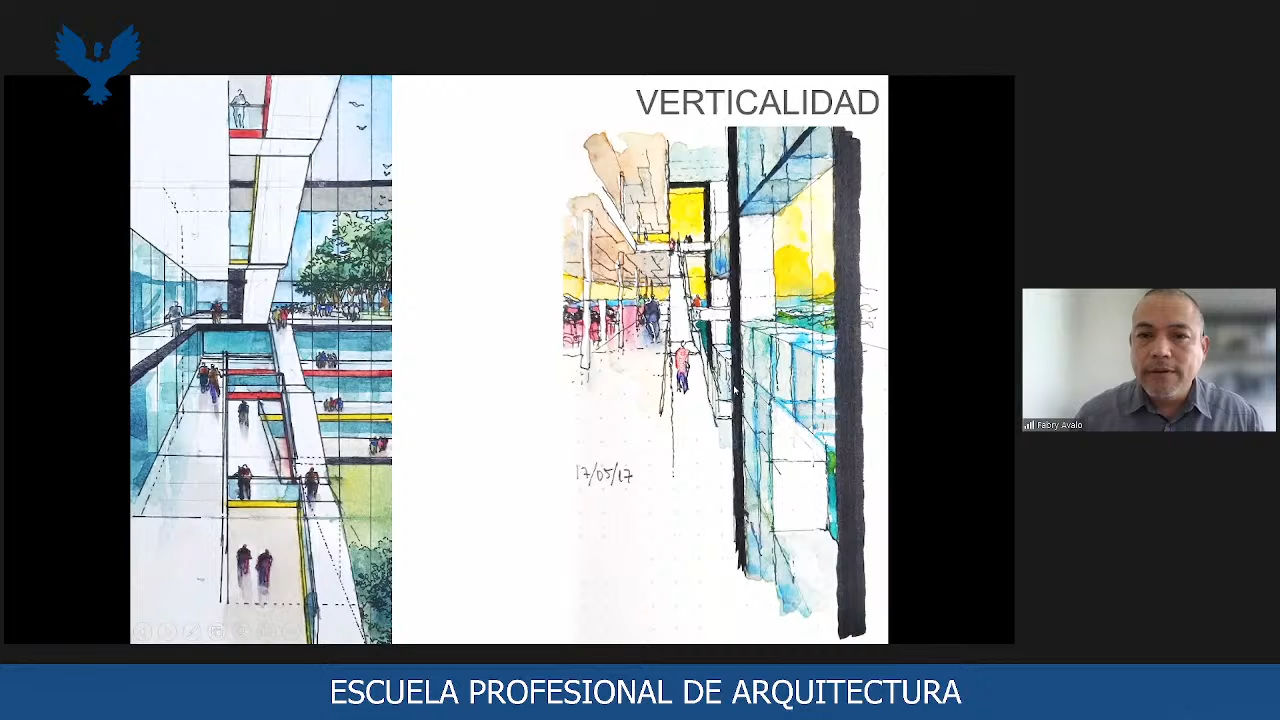 VERTICALIDAD
17/05/17
Fabry Avalo
ESCUELA PROFESIONAL DE ARQUITECTURA